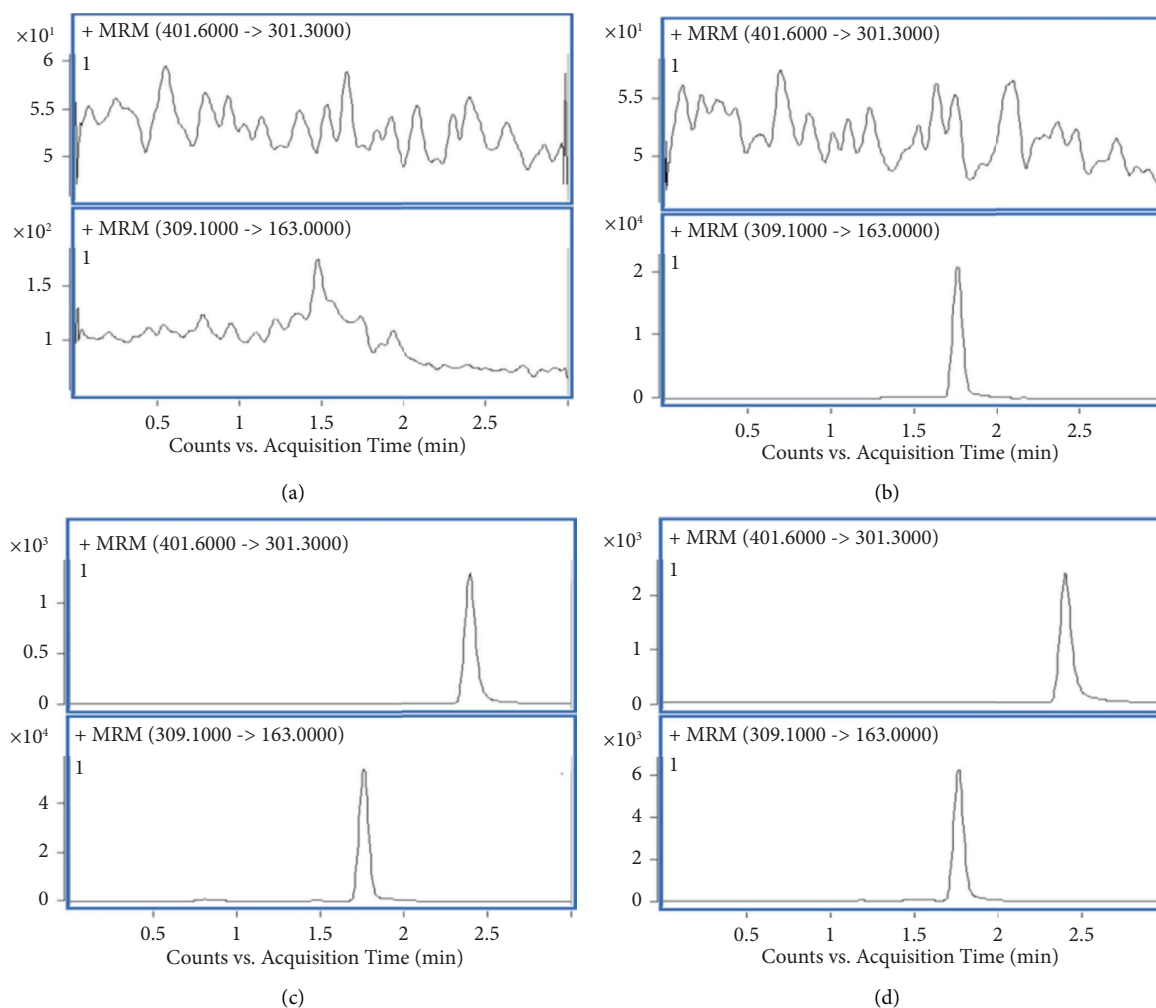 ×10¹
+ MRM (401.6000 -> 301.3000)
1
6
5.5
5
×10²
+ MRM (309.1000 -> 163.0000)
1
1.5
1
0.5 1 1.5 2 2.5
Counts vs. Acquisition Time (min)
(a)
×10¹
+ MRM (401.6000 -> 301.3000)
1
5.5
5
×10⁴
+ MRM (309.1000 -> 163.0000)
1
2
1
0
0.5 1 1.5 2 2.5
Counts vs. Acquisition Time (min)
(b)
×10³
+ MRM (401.6000 -> 301.3000)
1
1
0.5
0
×10⁴
+ MRM (309.1000 -> 163.0000)
1
4
2
0
0.5 1 1.5 2 2.5
Counts vs. Acquisition Time (min)
(c)
×10³
+ MRM (401.6000 -> 301.3000)
1
2
1
0
×10³
+ MRM (309.1000 -> 163.0000)
1
6
4
2
0
0.5 1 1.5 2 2.5
Counts vs. Acquisition Time (min)
(d)